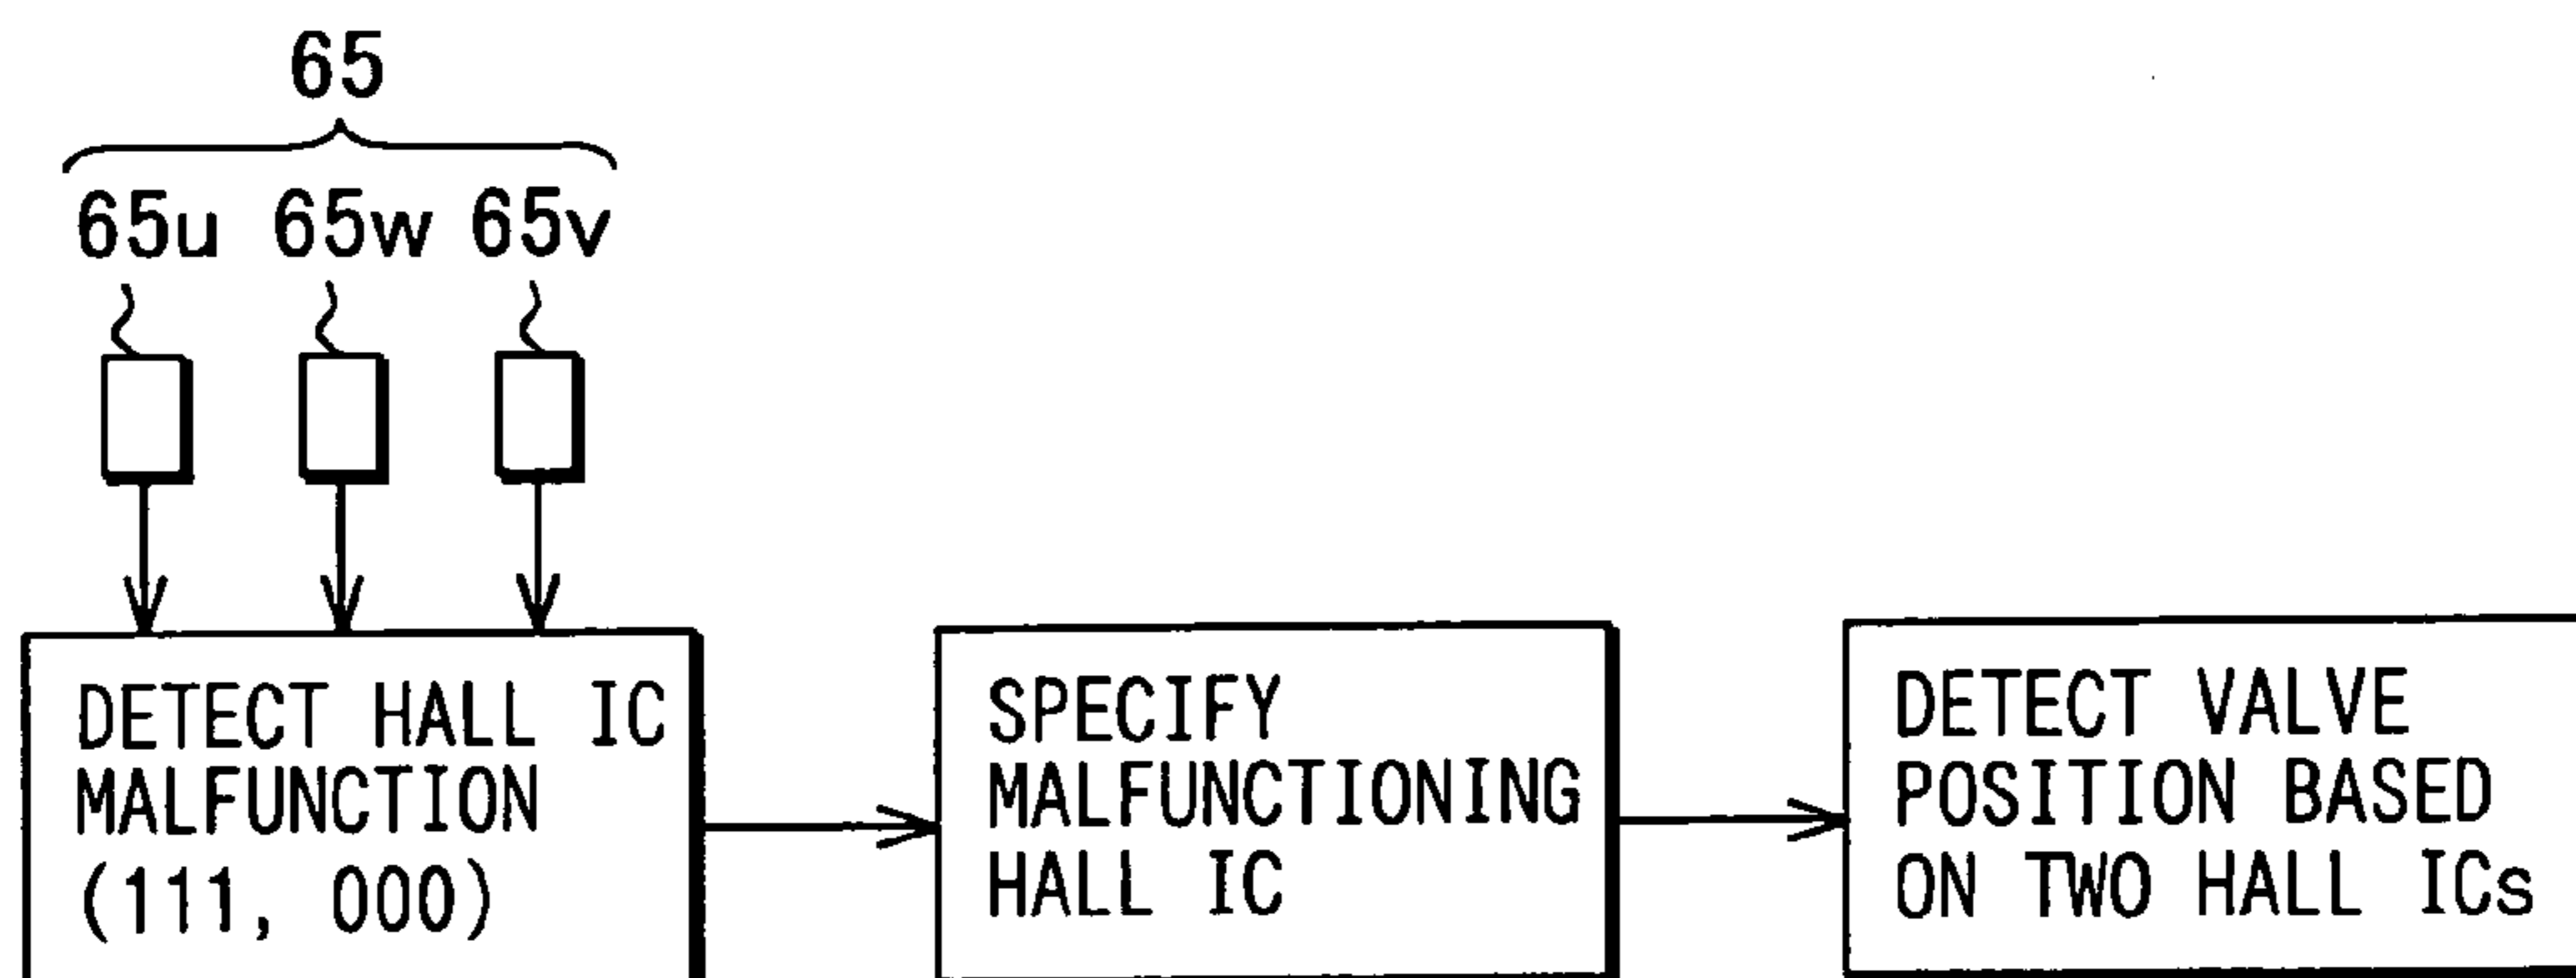 65
65u 65w 65v
DETECT HALL IC
MALFUNCTION
(111, 000)
SPECIFY
MALFUNCTIONING
HALL IC
DETECT VALVE
POSITION BASED
ON TWO HALL ICs